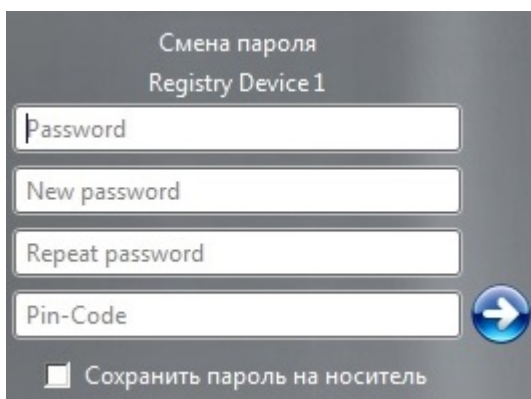 Смена пароля
Registry Device 1
Password
New password
Repeat password
Pin-Code
Сохранить пароль на носитель